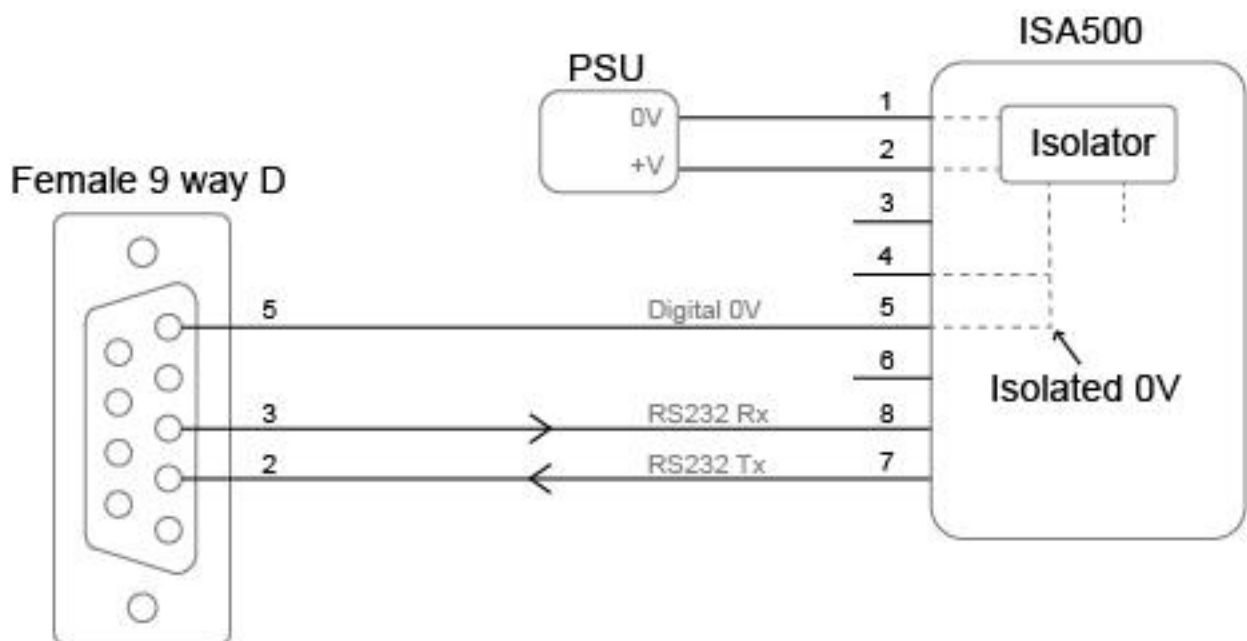 ISA500
PSU
0V
+V
1
2
Isolator
3
4
Female 9 way D
5
Digital 0V
5
6
Isolated 0V
3
RS232 Rx
8
2
RS232 Tx
7